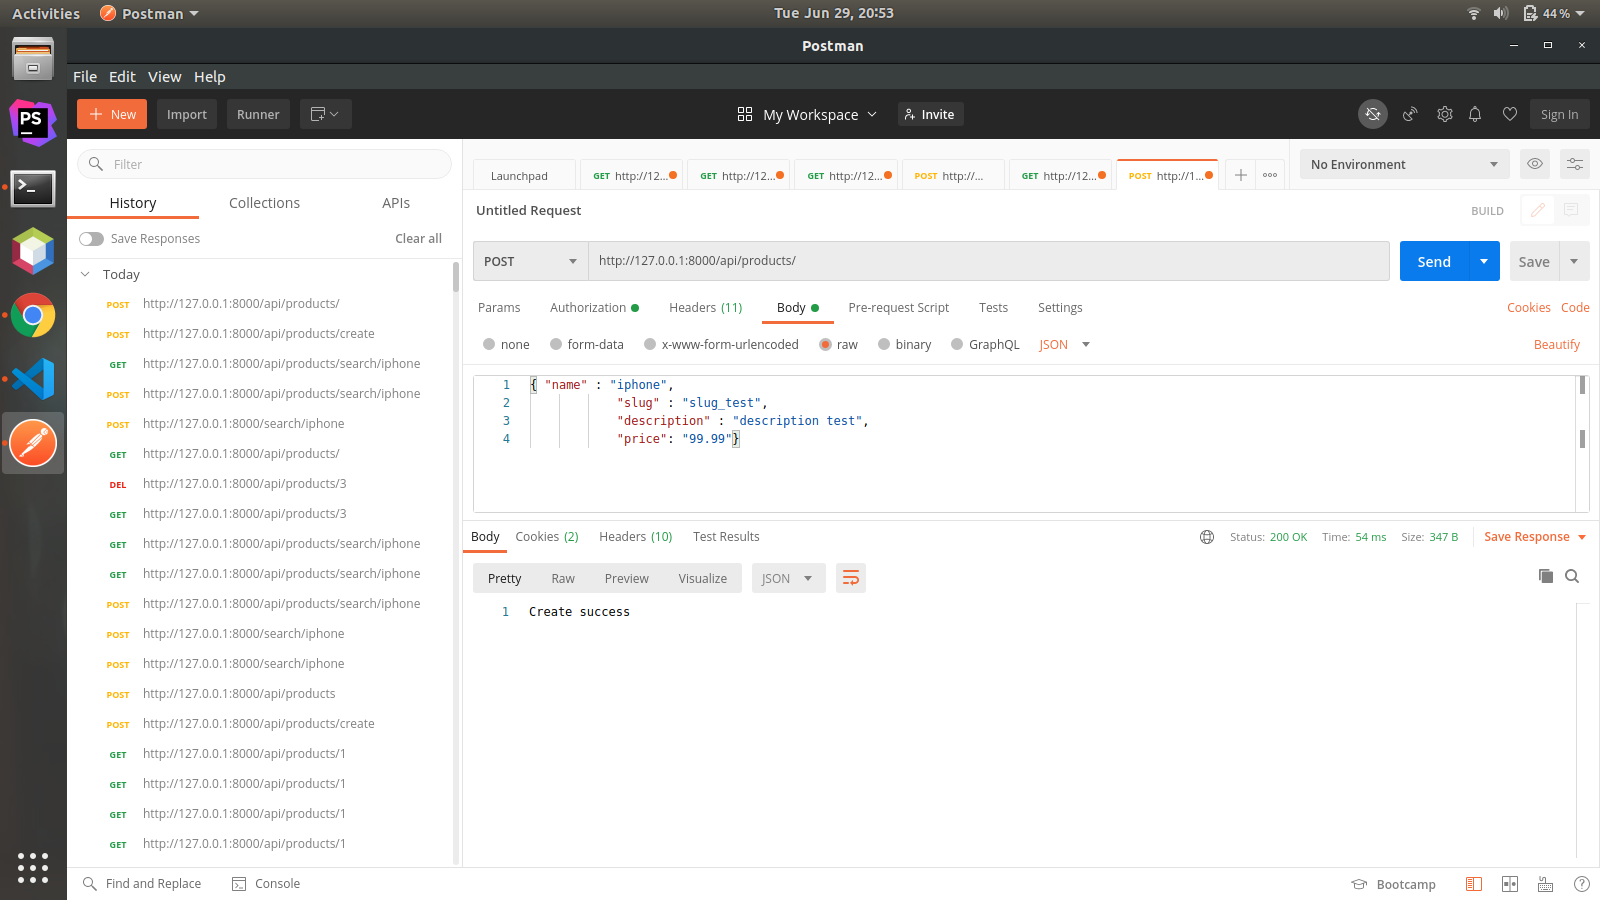 Activities
Postman
Tue Jun 29, 20:53
44 %
Postman
File Edit View Help
New
Import
Runner
My Workspace
Invite
Sign In
PS
Filter
History Collections APIs
Save Responses
Clear all
Today
POST http://127.0.0.1:8000/api/products/
POST http://127.0.0.1:8000/api/products/create
GET http://127.0.0.1:8000/api/products/search/iphone
POST http://127.0.0.1:8000/api/products/search/iphone
POST http://127.0.0.1:8000/search/iphone
GET http://127.0.0.1:8000/api/products/
DEL http://127.0.0.1:8000/api/products/3
GET http://127.0.0.1:8000/api/products/3
GET http://127.0.0.1:8000/api/products/search/iphone
GET http://127.0.0.1:8000/api/products/search/iphone
POST http://127.0.0.1:8000/api/products/search/iphone
POST http://127.0.0.1:8000/search/iphone
POST http://127.0.0.1:8000/search/iphone
POST http://127.0.0.1:8000/api/products
POST http://127.0.0.1:8000/api/products/create
GET http://127.0.0.1:8000/api/products/1
GET http://127.0.0.1:8000/api/products/1
GET http://127.0.0.1:8000/api/products/1
GET http://127.0.0.1:8000/api/products/1
Launchpad
GET http://12...
GET http://12...
GET http://12...
POST http://...
GET http://12...
POST http://1...
No Environment
Untitled Request
BUILD
POST
http://127.0.0.1:8000/api/products/
Send
Save
Params Authorization Headers (11) Body Pre-request Script Tests Settings
Cookies Code
none form-data x-www-form-urlencoded raw binary GraphQL JSON
Beautify
1 { "name" : "iphone",
2 "slug" : "slug_test",
3 "description" : "description test",
4 "price": "99.99"}
Body Cookies (2) Headers (10) Test Results
Status: 200 OK Time: 54 ms Size: 347 B
Save Response
Pretty Raw Preview Visualize
JSON
1 Create success
Find and Replace
Console
Bootcamp